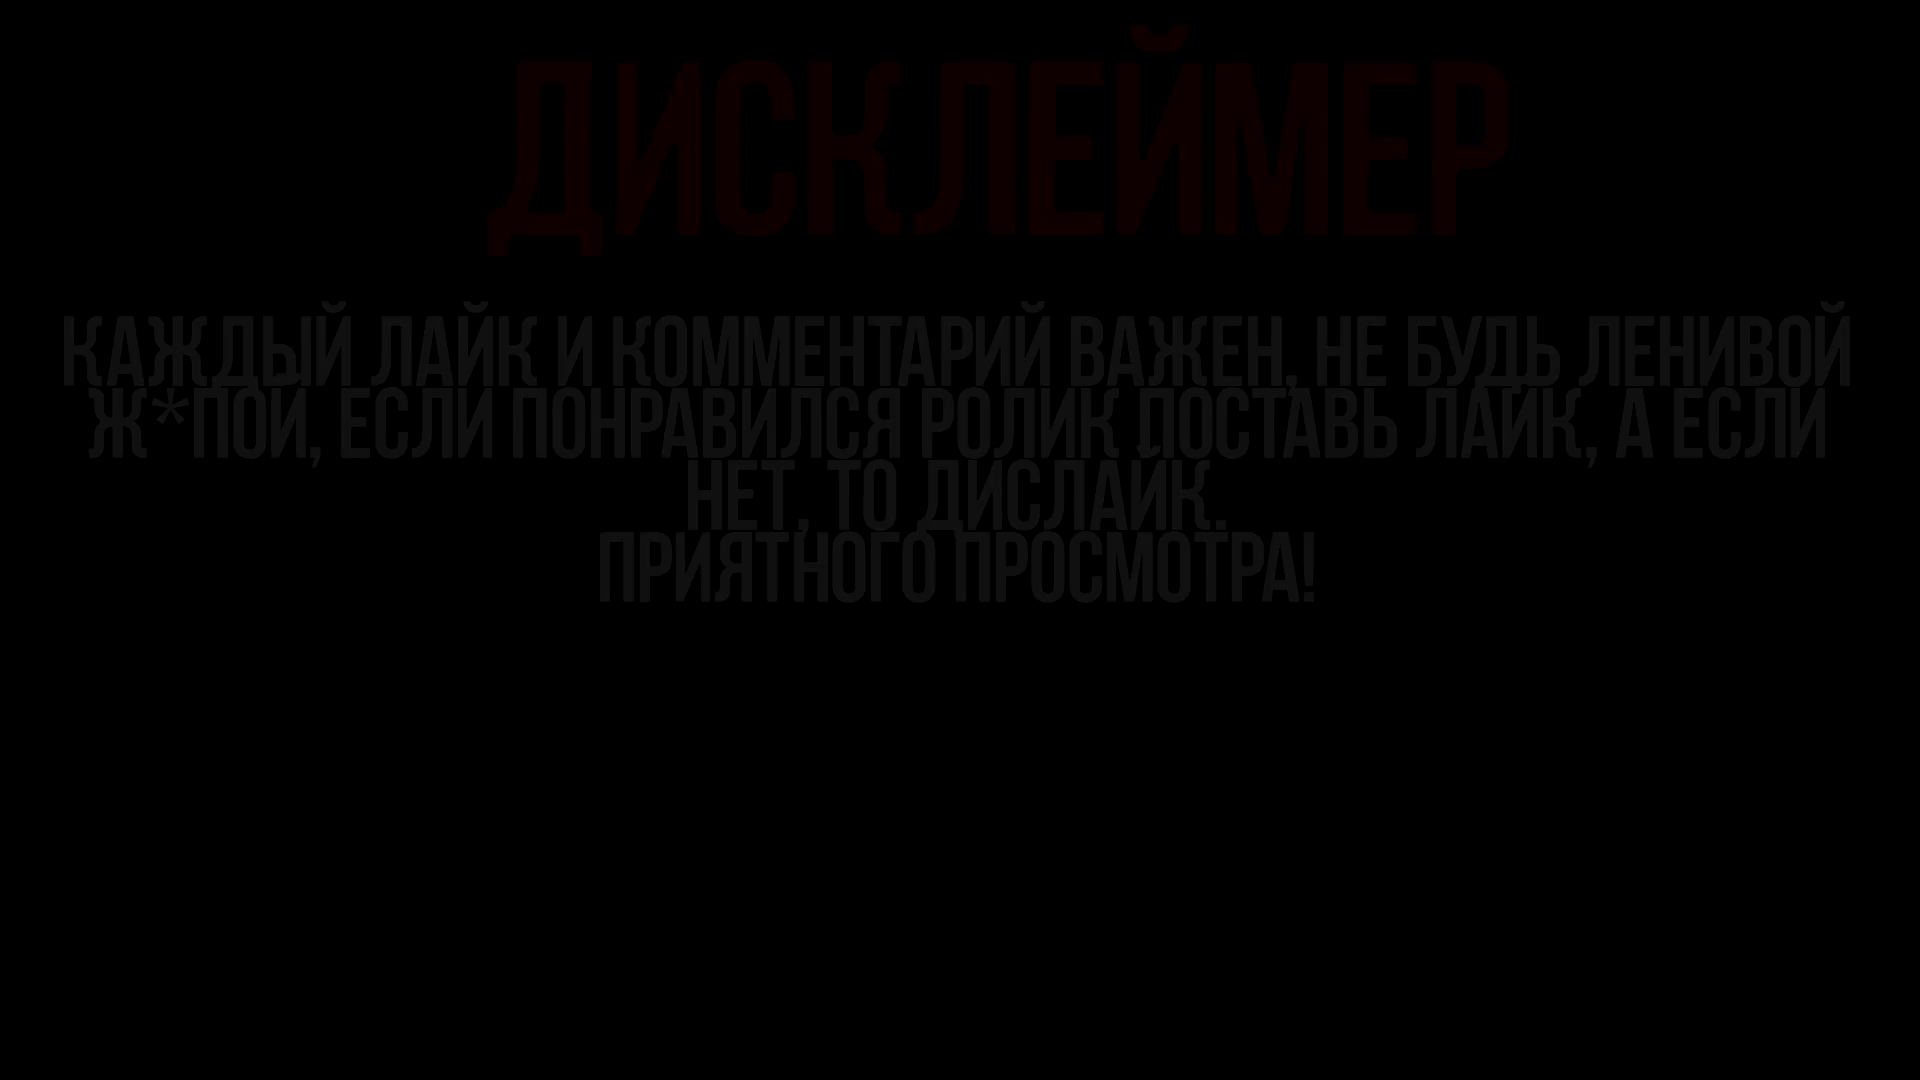 ДИСКЛЕЙМЕР
КАЖДЫЙ ЛАЙК И КОММЕНТАРИЙ ВАЖЕН, НЕ БУДЬ ЛЕНИВОЙ
Ж*ПОЙ, ЕСЛИ ПОНРАВИЛСЯ РОЛИК ПОСТАВЬ ЛАЙК, А ЕСЛИ
НЕТ, ТО ДИСЛАЙК.
ПРИЯТНОГО ПРОСМОТРА!